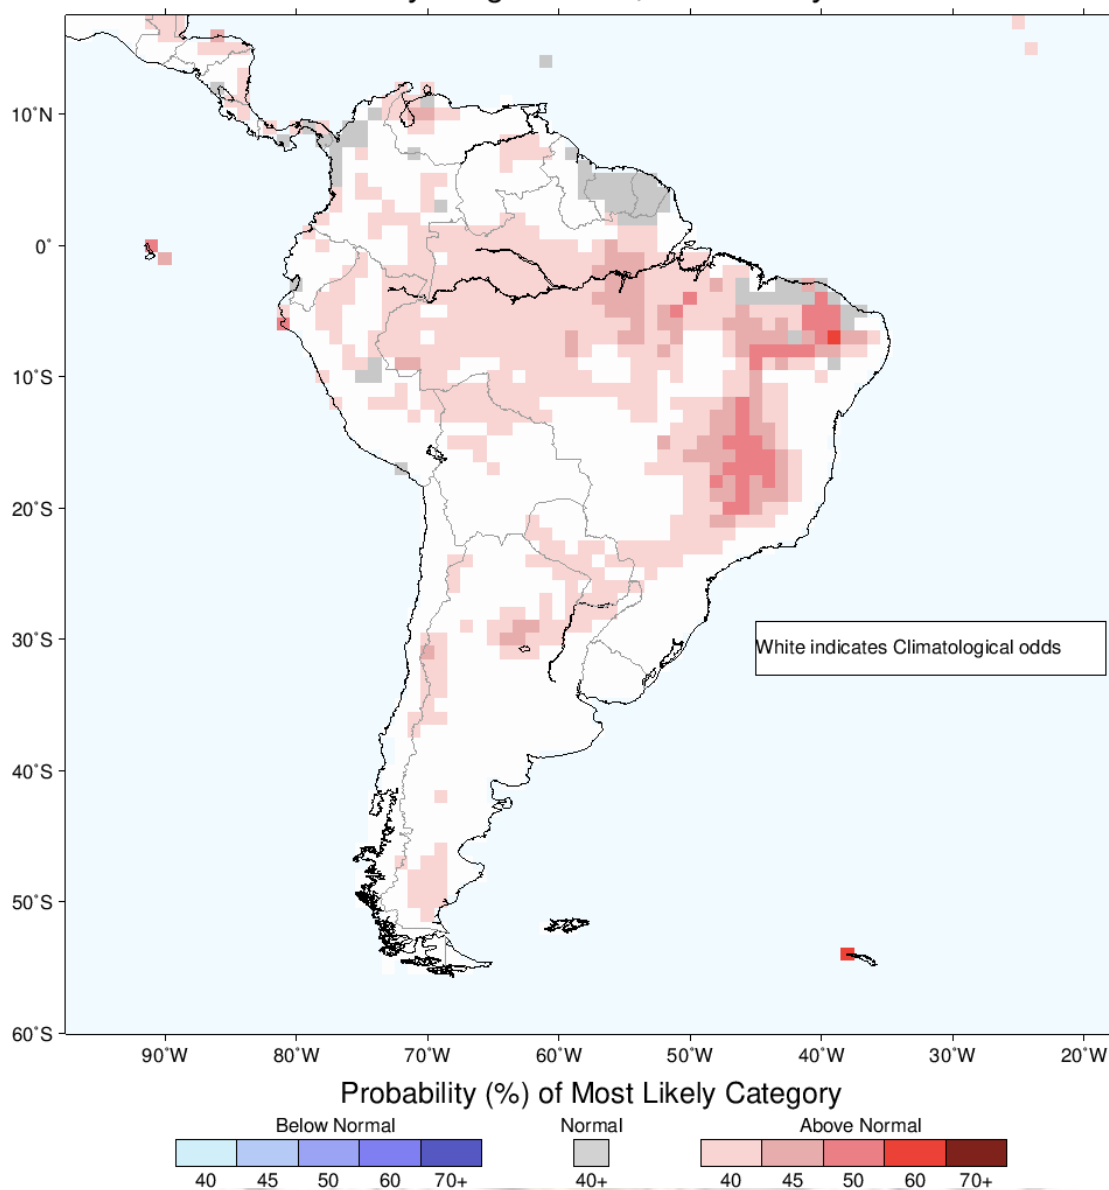 10°N
0°
10°S
20°S
30°S
40°S
50°S
60°S
White indicates Climatological odds
90°W 80°W 70°W 60°W 50°W 40°W 30°W 20°W
Probability (%) of Most Likely Category
Below Normal Normal Above Normal
40 45 50 60 70+ 40+ 40 45 50 60 70+